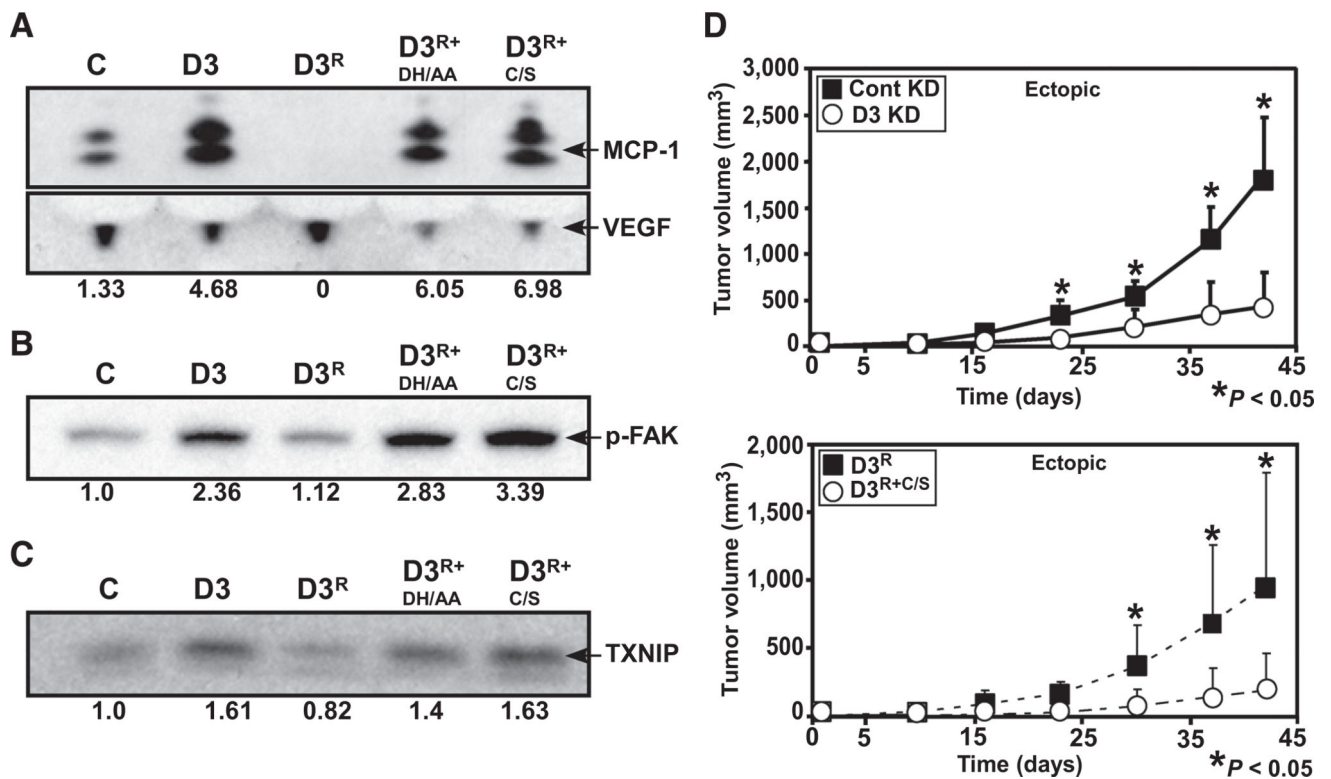 A
C D3 D3R D3R+ DH/AA D3R+ C/S
MCP-1
VEGF
1.33 4.68 0 6.05 6.98
B
C D3 D3R D3R+ DH/AA D3R+ C/S
p-FAK
1.0 2.36 1.12 2.83 3.39
C
C D3 D3R D3R+ DH/AA D3R+ C/S
TXNIP
1.0 1.61 0.82 1.4 1.63
D
Tumor volume (mm3)
3,000
2,500
2,000
1,500
1,000
500
0
Cont KD
D3 KD
Ectopic
* * * * *
0 5 15 25 35 45
Time (days)
*P < 0.05
Tumor volume (mm3)
2,000
1,500
1,000
500
0
D3R
D3R+C/S
Ectopic
* * *
0 5 15 25 35 45
Time (days)
*P < 0.05